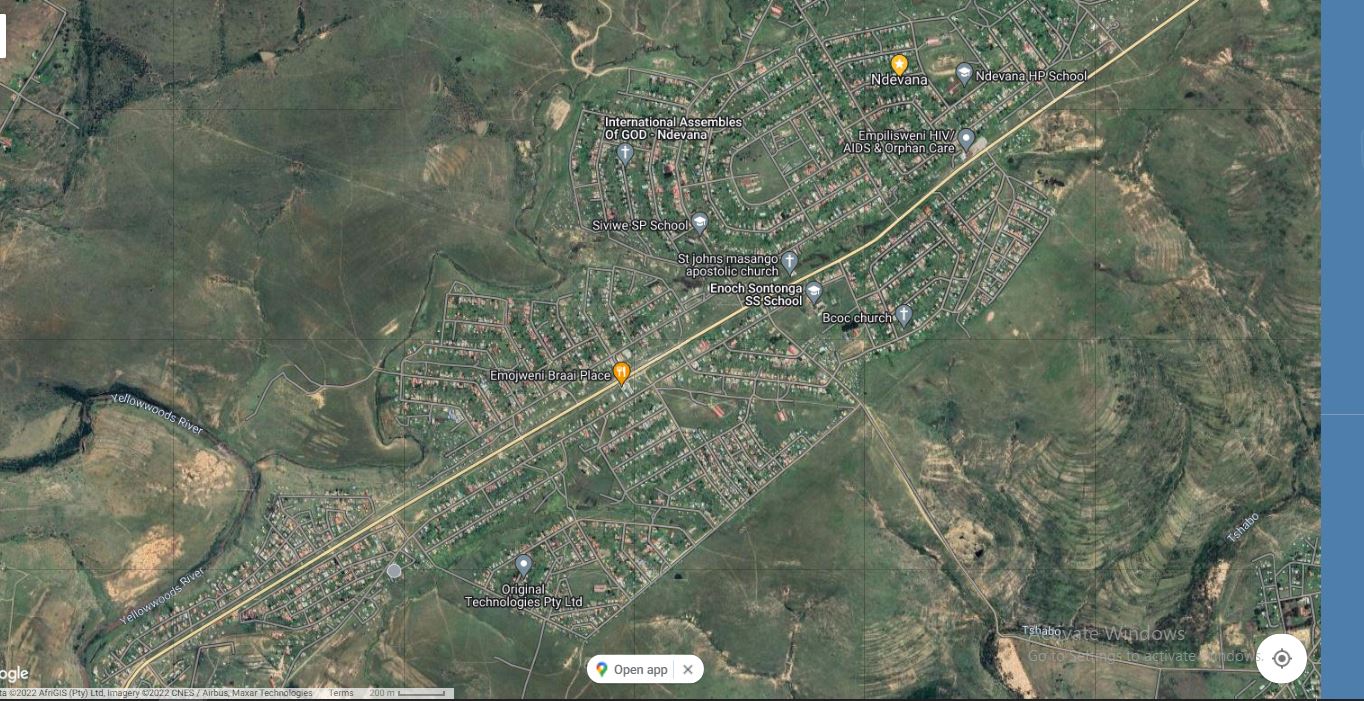 Ndevana
Ndevana HP School
International Assembles
Of GOD - Ndevana
Empilisweni HIV/
AIDS & Orphan Care
Siviwe SP School
St johns masango
apostolic church
Enoch Sontonga
SS School
Bcoc church
Emojweni Braai Place
Yellowwoods River
Tshabo
Original
Technologies Pty Ltd
Yellowwoods River
Tshabo
Activate Windows
Go to Settings to activate Windows.
Open app
ogle
ta ©2022 AfriGIS (Pty) Ltd, Imagery ©2022 CNES / Airbus, Maxar Technologies Terms 200 m